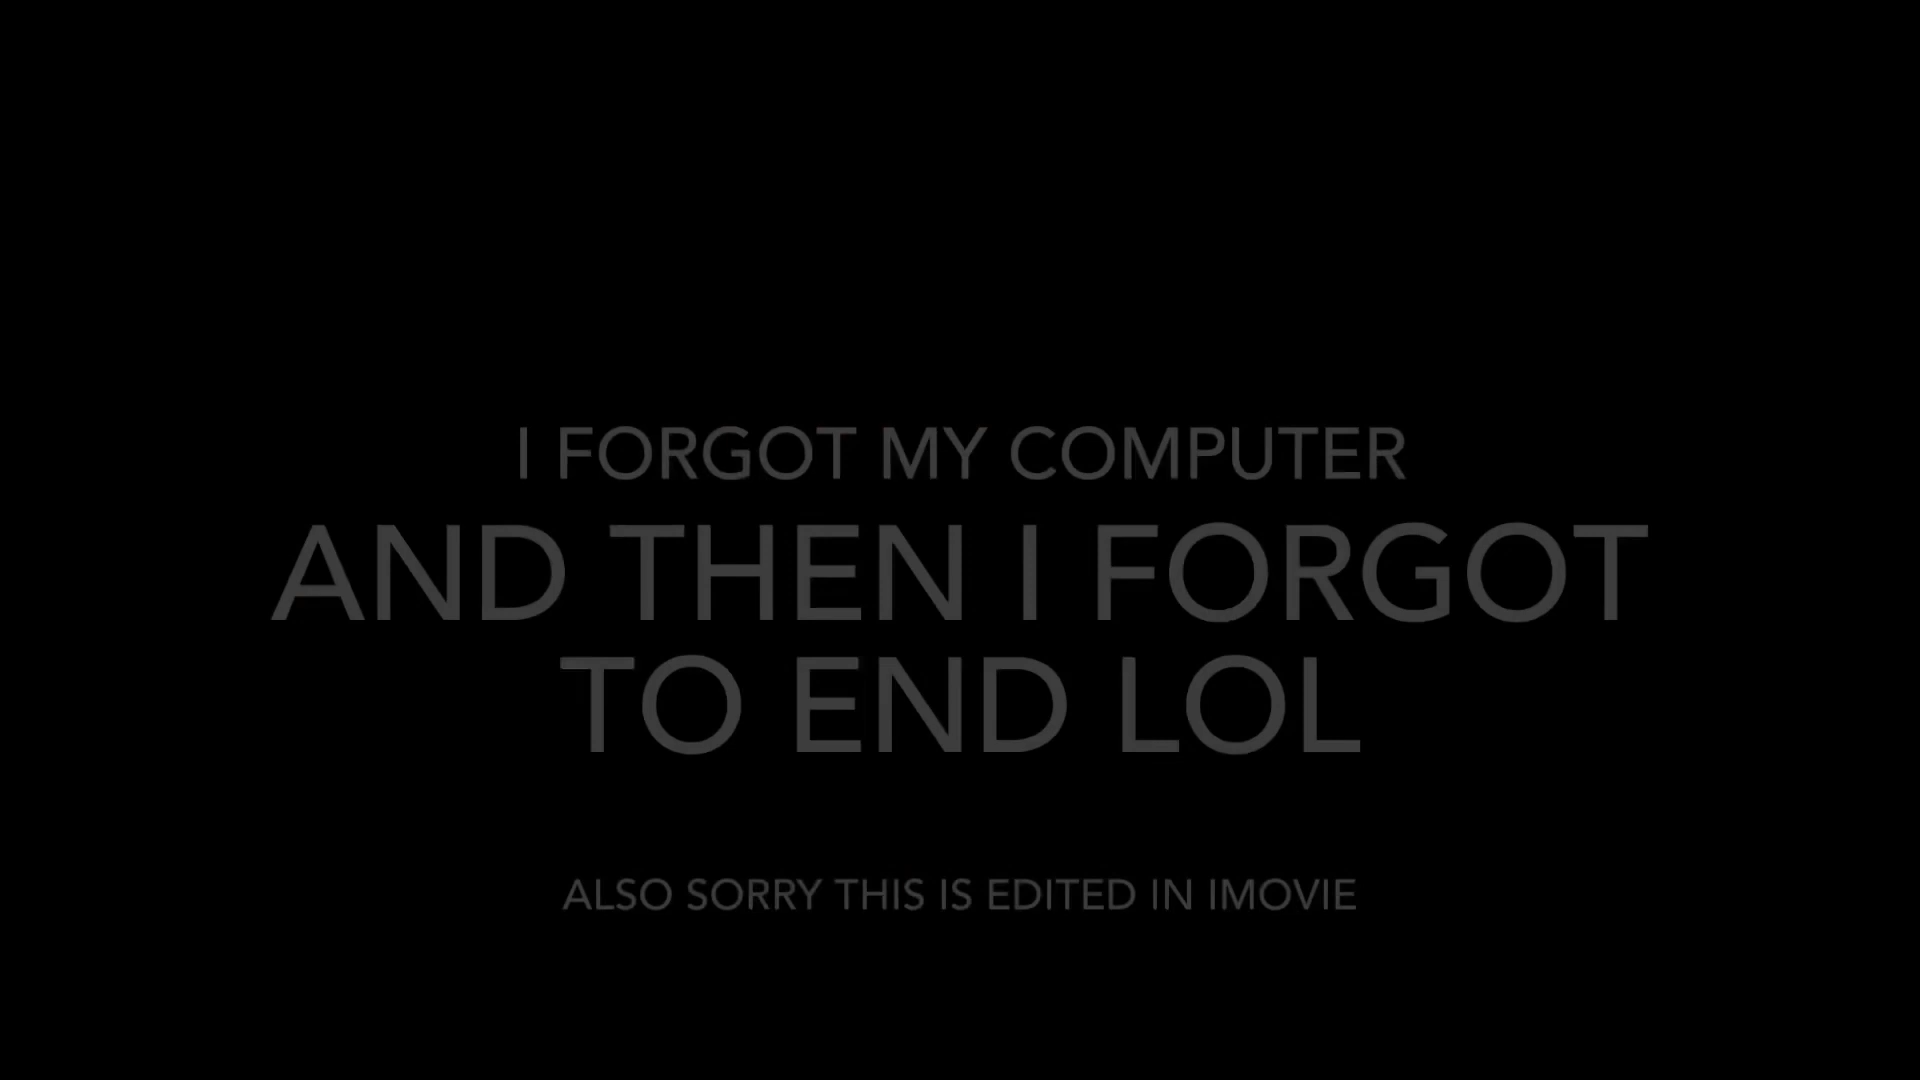 I FORGOT MY COMPUTER
AND THEN I FORGOT
TO END LOL
ALSO SORRY THIS IS EDITED IN IMOVIE